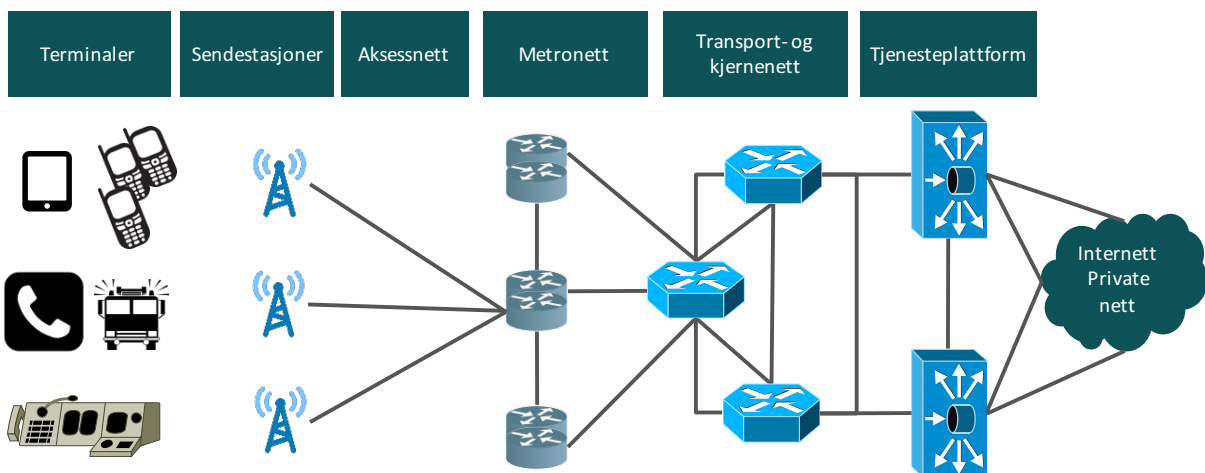 Terminaler
Sendestasjoner
Aksessnett
Metronett
Transport- og
kjernenett
Tjenesteplattform
Internett
Private
nett